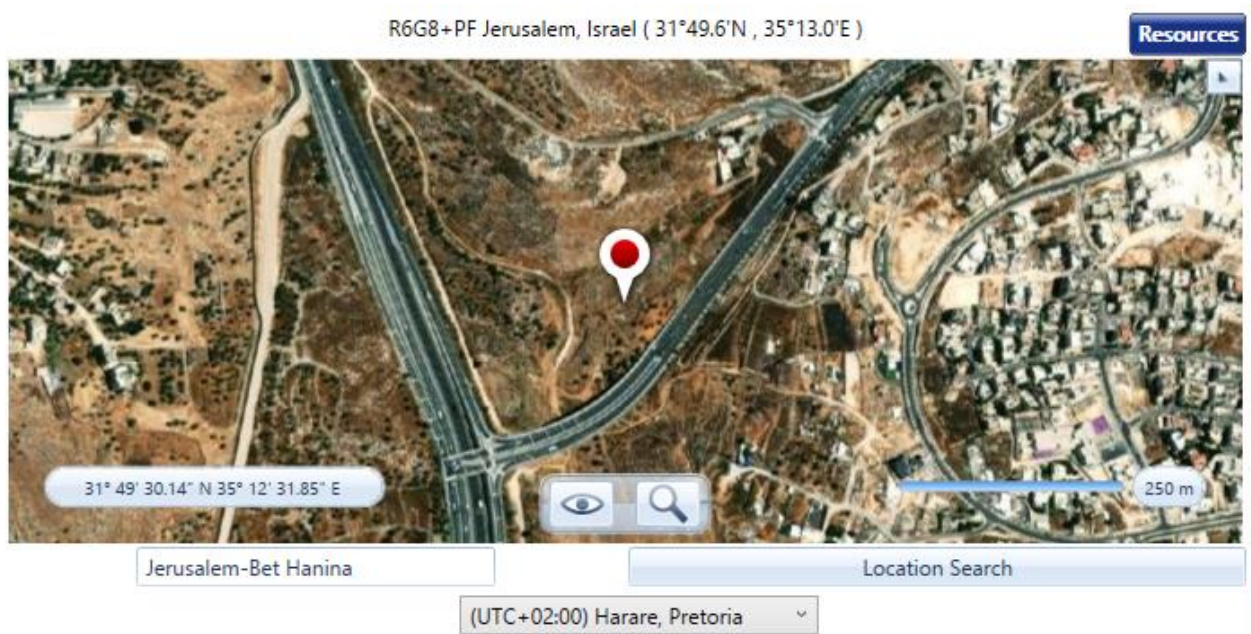 R6G8+PF Jerusalem, Israel ( 31°49.6'N , 35°13.0'E )
Resources
31° 49' 30.14" N 35° 12' 31.85" E
250 m
Jerusalem-Bet Hanina
Location Search
(UTC+02:00) Harare, Pretoria